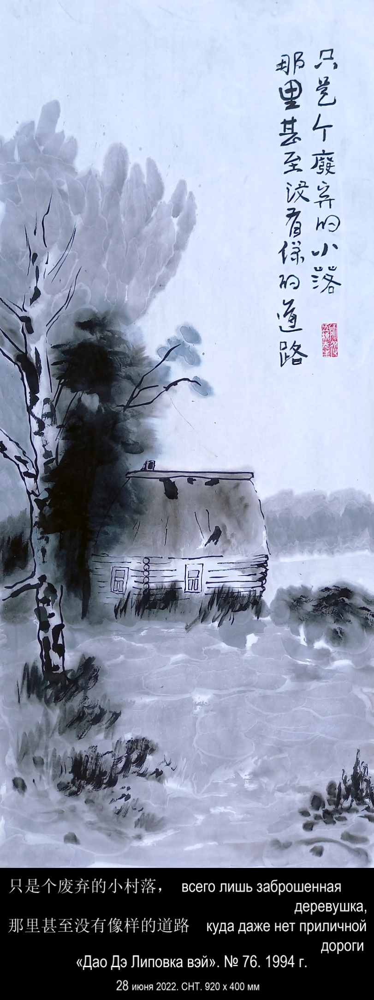 只是个廢弃的小落
那里甚至没有的道路
只是个废弃的小村落， всего лишь заброшенная
деревушка,
那里甚至没有像样的道路 куда даже нет приличной
дороги
«Дао Дэ Липовка вэй». № 76. 1994 г.
28 июня 2022. СНТ. 920 х 400 мм